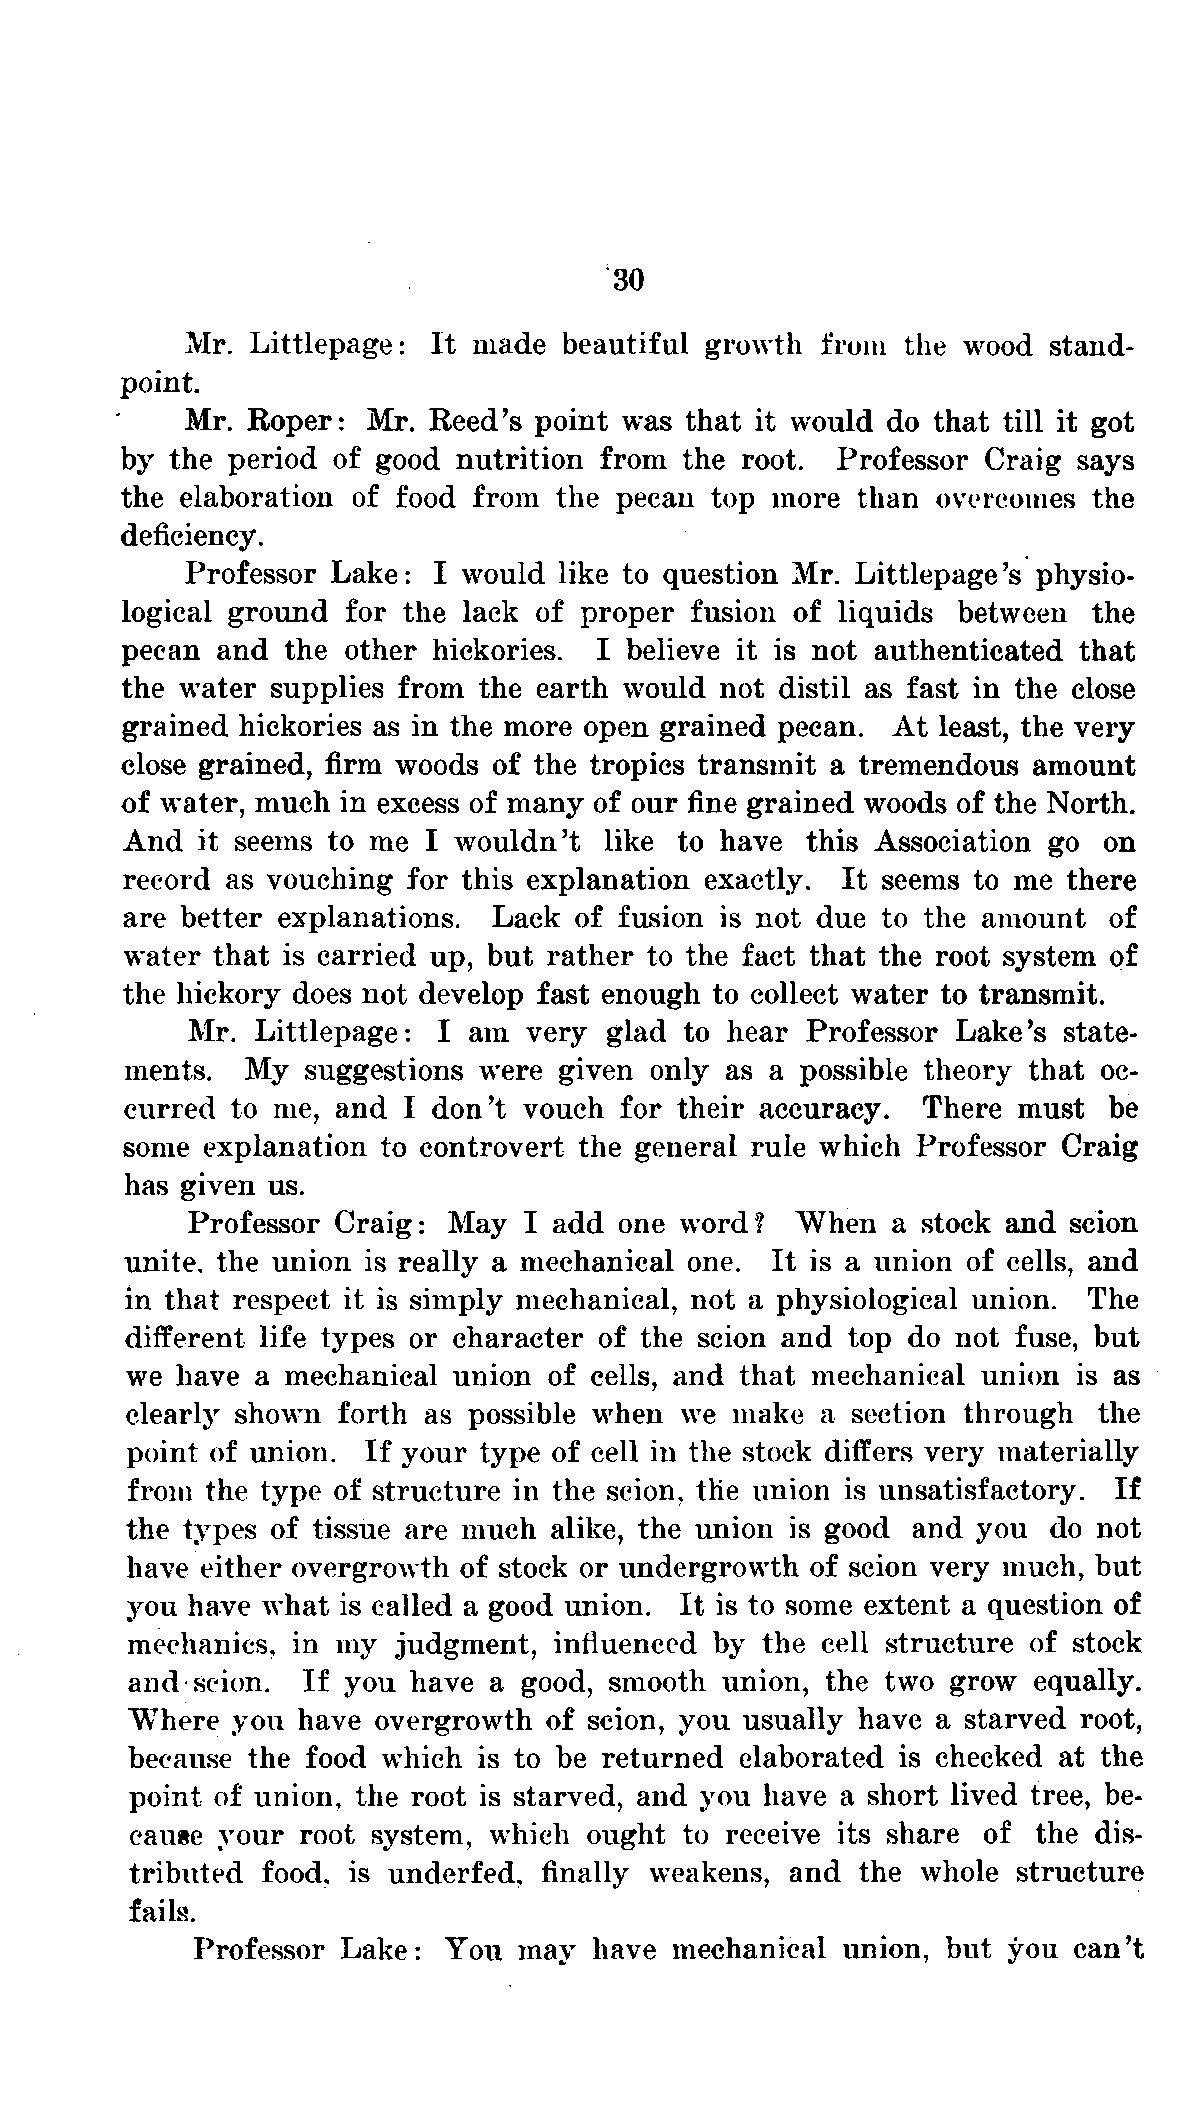 30
Mr. Littlepage: It made beautiful growth from the wood stand-
point.
Mr. Roper: Mr. Reed's point was that it would do that till it got
by the period of good nutrition from the root. Professor Craig says
the elaboration of food from the pecan top more than overcomes the
deficiency.
Professor Lake: I would like to question Mr. Littlepage's physio-
logical ground for the lack of proper fusion of liquids between the
pecan and the other hickories. I believe it is not authenticated that
the water supplies from the earth would not distil as fast in the close
grained hickories as in the more open grained pecan. At least, the very
close grained, firm woods of the tropics transmit a tremendous amount
of water, much in excess of many of our fine grained woods of the North.
And it seems to me I wouldn't like to have this Association go on
record as vouching for this explanation exactly. It seems to me there
are better explanations. Lack of fusion is not due to the amount of
water that is carried up, but rather to the fact that the root system of
the hickory does not develop fast enough to collect water to transmit.
Mr. Littlepage: I am very glad to hear Professor Lake's state-
ments. My suggestions were given only as a possible theory that oc-
curred to me, and I don't vouch for their accuracy. There must be
some explanation to controvert the general rule which Professor Craig
has given us.
Professor Craig: May I add one word? When a stock and scion
unite, the union is really a mechanical one. It is a union of cells, and
in that respect it is simply mechanical, not a physiological union. The
different life types or character of the scion and top do not fuse, but
we have a mechanical union of cells, and that mechanical union is as
clearly shown forth as possible when we make a section through the
point of union. If your type of cell in the stock differs very materially
from the type of structure in the scion, the union is unsatisfactory. If
the types of tissue are much alike, the union is good and you do not
have either overgrowth of stock or undergrowth of scion very much, but
you have what is called a good union. It is to some extent a question of
mechanics, in my judgment, influenced by the cell structure of stock
and scion. If you have a good, smooth union, the two grow equally.
Where you have overgrowth of scion, you usually have a starved root,
because the food which is to be returned elaborated is checked at the
point of union, the root is starved, and you have a short lived tree, be-
cause your root system, which ought to receive its share of the dis-
tributed food, is underfed, finally weakens, and the whole structure
fails.
Professor Lake: You may have mechanical union, but you can't